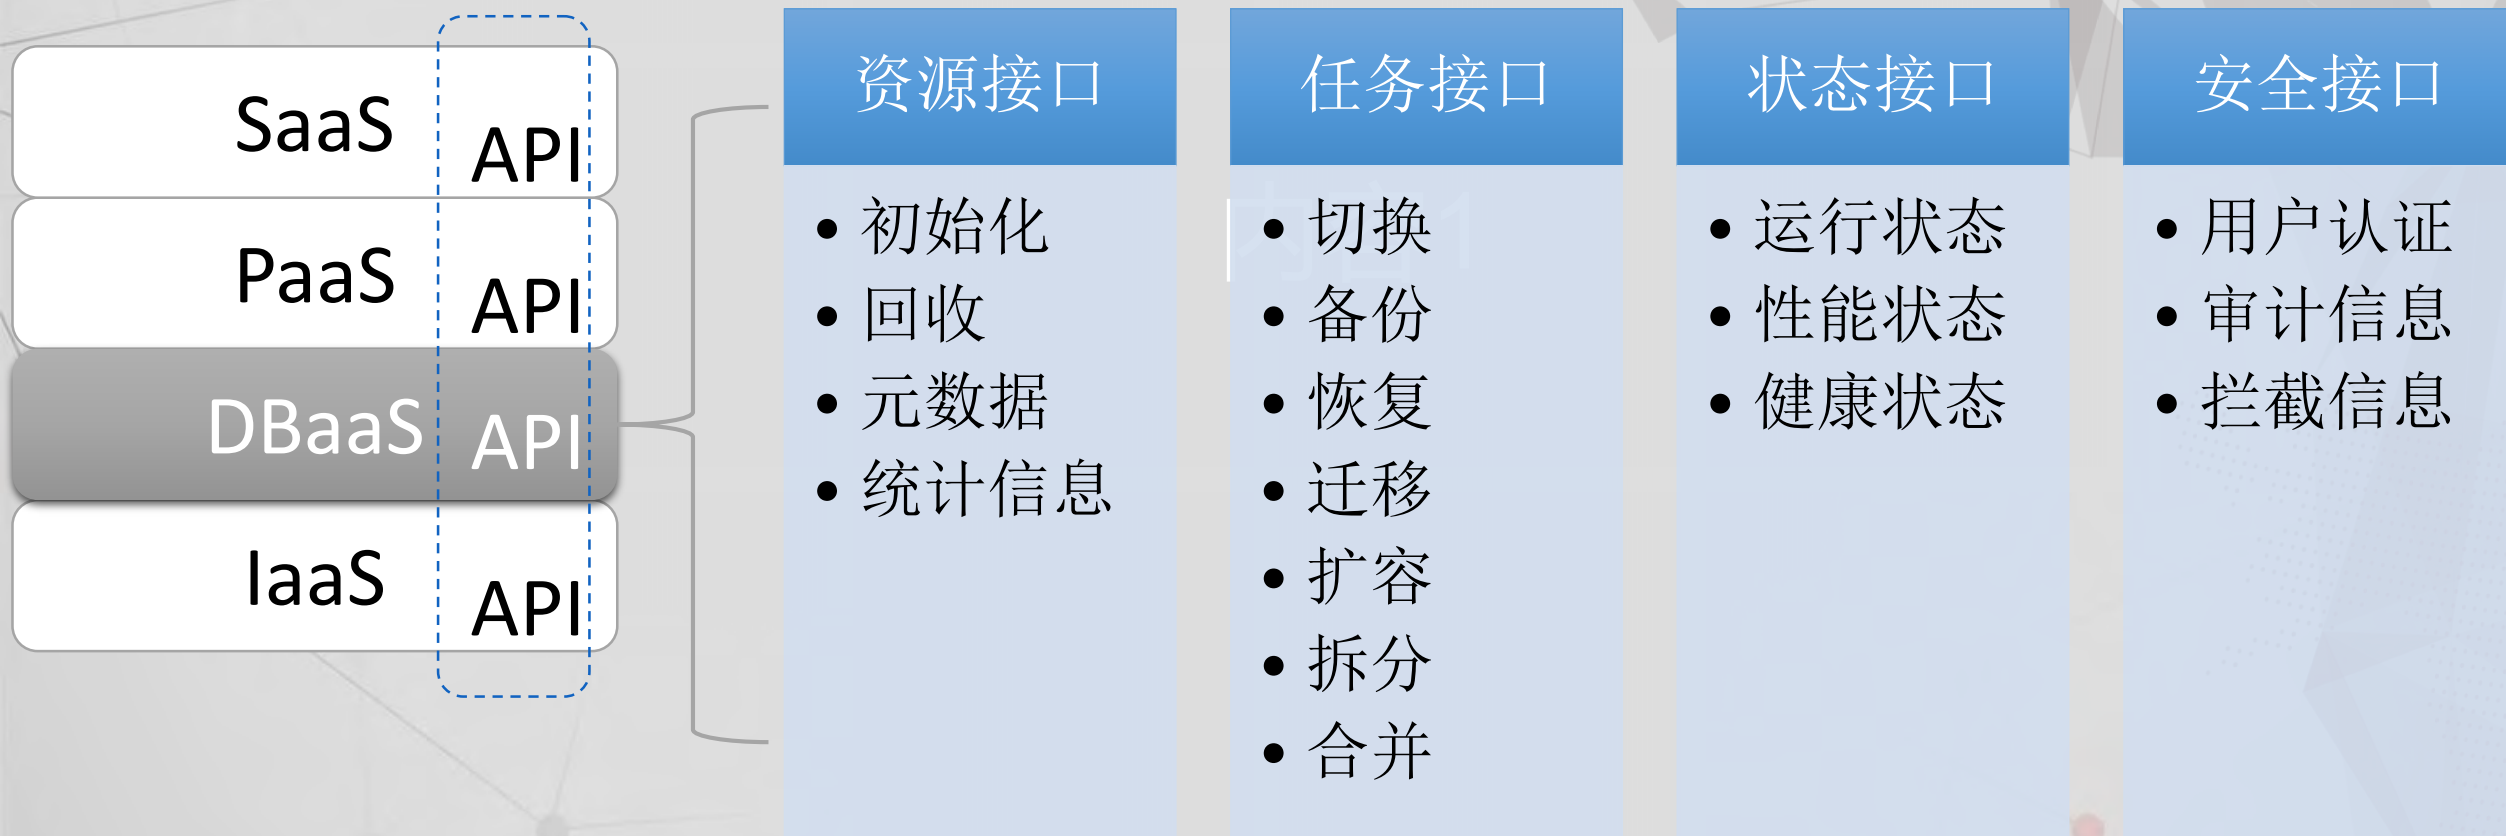 SaaS
API
PaaS
API
DBaaS
API
IaaS
API
资源接口
初始化
回收
元数据
统计信息
任务接口
切换
备份
恢复
迁移
扩容
拆分
合并
状态接口
运行状态
性能状态
健康状态
安全接口
用户认证
审计信息
拦截信息